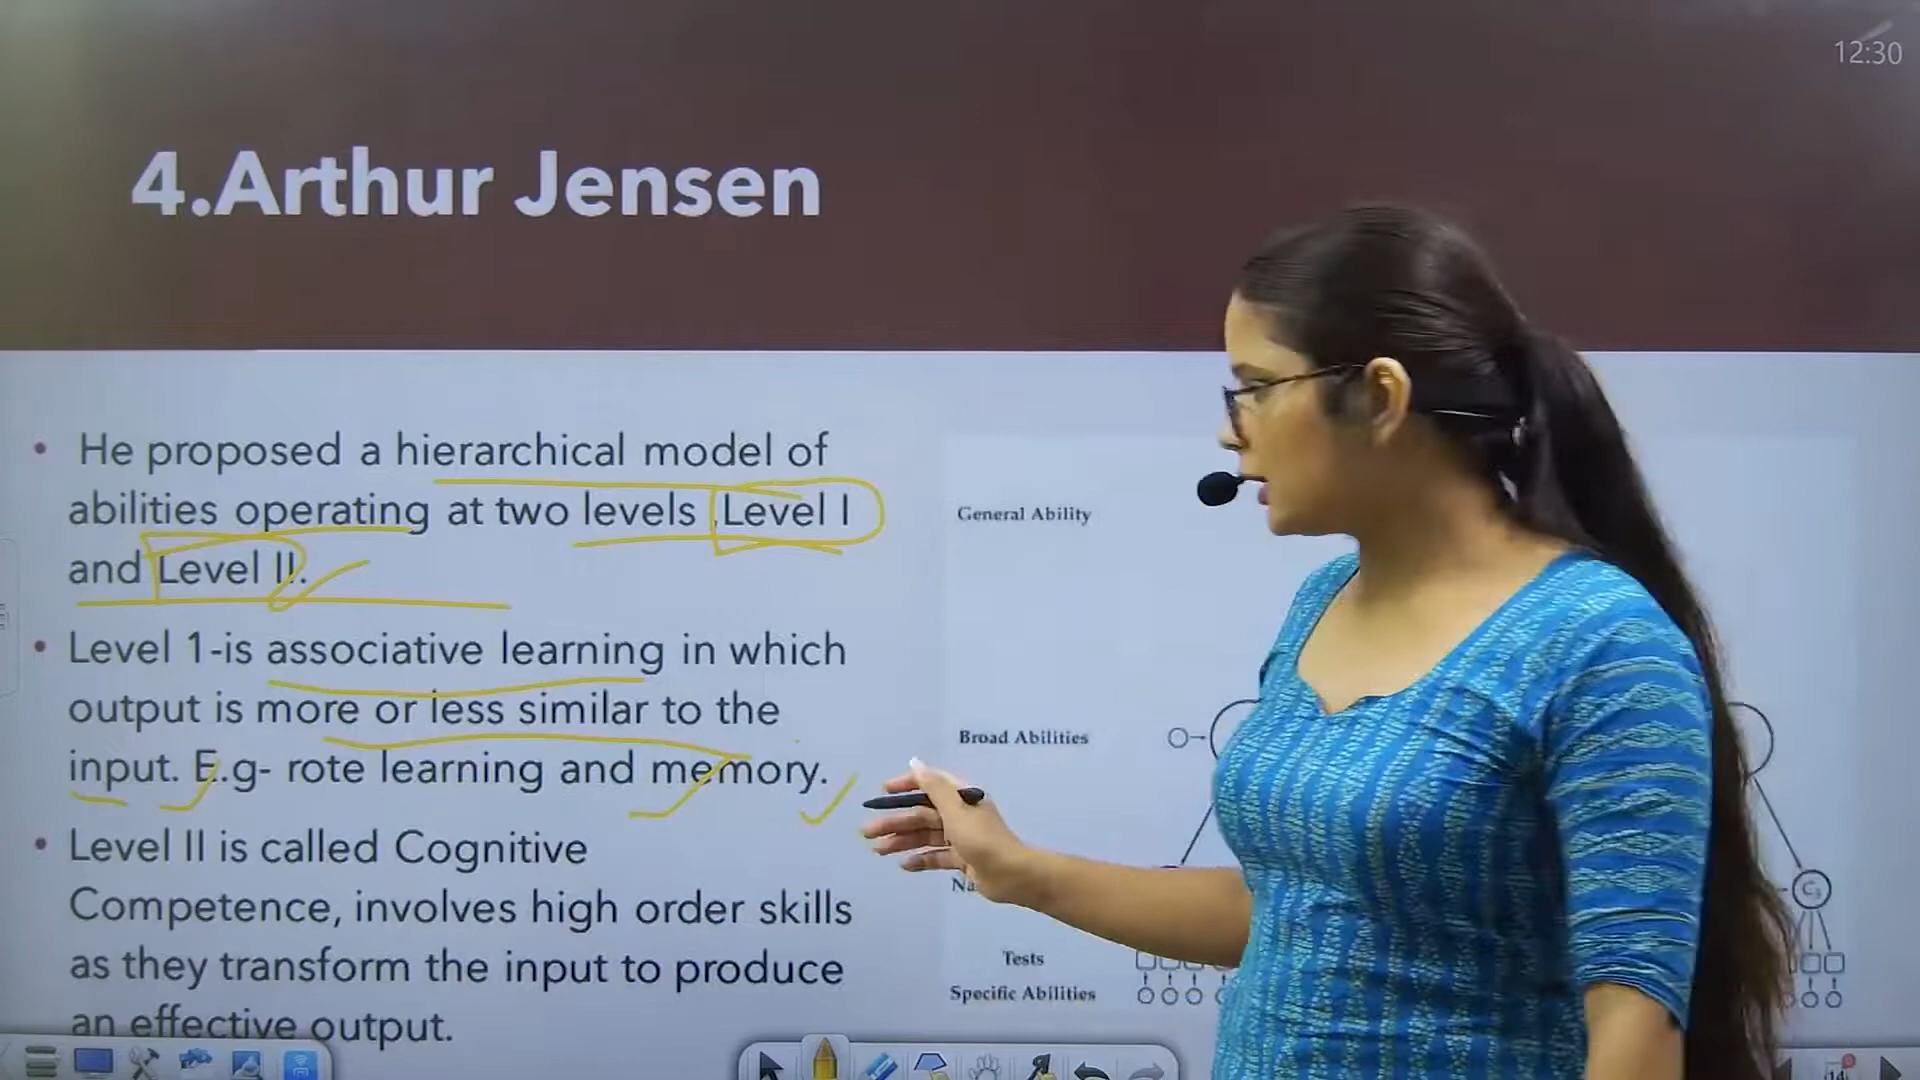 12:30
4.Arthur Jensen
• He proposed a hierarchical model of
abilities operating at two levels ,Level I
and Level II.
• Level 1-is associative learning in which
output is more or less similar to the
input. E.g- rote learning and memory.
• Level II is called Cognitive
Competence, involves high order skills
as they transform the input to produce
an effective output.
General Ability
Broad Abilities
Tests
Specific Abilities
14